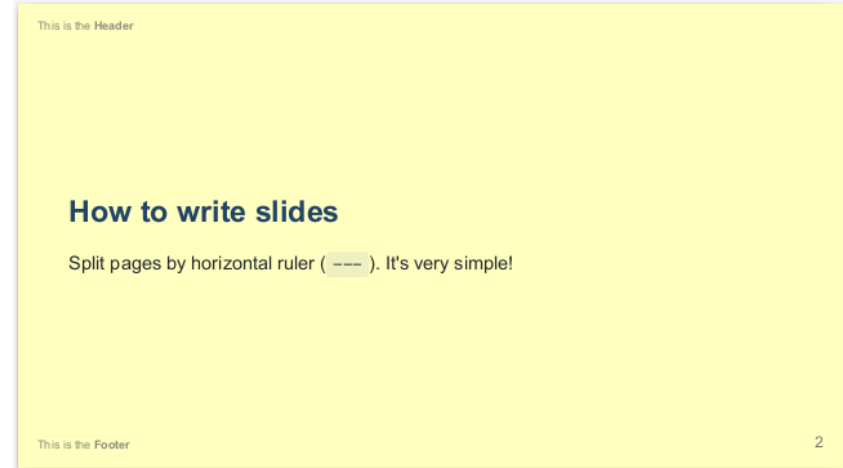 This is the Header
How to write slides
Split pages by horizontal ruler ( --- ). It's very simple!
This is the Footer
2